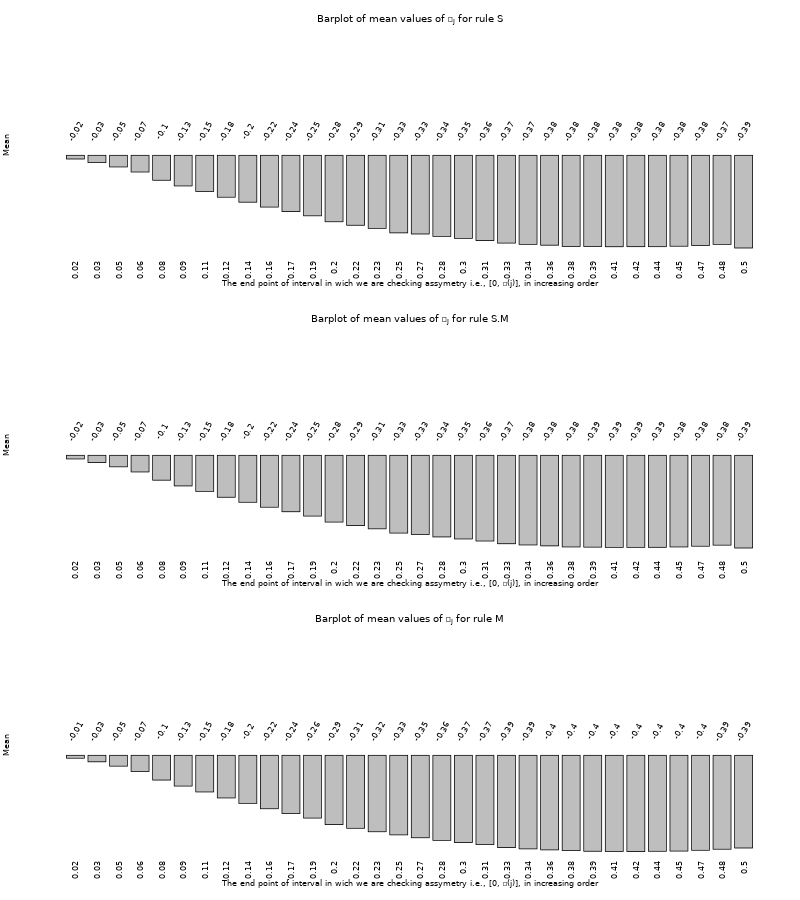 Barplot of mean values of □j for rule S
Mean
-0.02 -0.03 -0.05 -0.07 -0.1 -0.13 -0.15 -0.18 -0.2 -0.22 -0.24 -0.25 -0.28 -0.29 -0.31 -0.33 -0.33 -0.34 -0.35 -0.36 -0.37 -0.37 -0.38 -0.38 -0.38 -0.38 -0.38 -0.38 -0.38 -0.38 -0.37 -0.39
0.02 0.03 0.05 0.06 0.08 0.09 0.11 0.12 0.14 0.16 0.17 0.19 0.2 0.22 0.23 0.25 0.27 0.28 0.3 0.31 0.33 0.34 0.36 0.38 0.39 0.41 0.42 0.44 0.45 0.47 0.48 0.5
The end point of interval in wich we are checking assymetry i.e., [0, □(j)], in increasing order
Barplot of mean values of □j for rule S.M
Mean
-0.02 -0.03 -0.05 -0.07 -0.1 -0.13 -0.15 -0.18 -0.2 -0.22 -0.24 -0.25 -0.28 -0.29 -0.31 -0.33 -0.33 -0.34 -0.35 -0.36 -0.37 -0.38 -0.38 -0.38 -0.39 -0.39 -0.39 -0.39 -0.38 -0.38 -0.38 -0.39
0.02 0.03 0.05 0.06 0.08 0.09 0.11 0.12 0.14 0.16 0.17 0.19 0.2 0.22 0.23 0.25 0.27 0.28 0.3 0.31 0.33 0.34 0.36 0.38 0.39 0.41 0.42 0.44 0.45 0.47 0.48 0.5
The end point of interval in wich we are checking assymetry i.e., [0, □(j)], in increasing order
Barplot of mean values of □j for rule M
Mean
-0.01 -0.03 -0.05 -0.07 -0.1 -0.13 -0.15 -0.18 -0.2 -0.22 -0.24 -0.26 -0.29 -0.31 -0.32 -0.33 -0.35 -0.36 -0.37 -0.37 -0.39 -0.39 -0.4 -0.4 -0.4 -0.4 -0.4 -0.4 -0.4 -0.4 -0.39 -0.39
0.02 0.03 0.05 0.06 0.08 0.09 0.11 0.12 0.14 0.16 0.17 0.19 0.2 0.22 0.23 0.25 0.27 0.28 0.3 0.31 0.33 0.34 0.36 0.38 0.39 0.41 0.42 0.44 0.45 0.47 0.48 0.5
The end point of interval in wich we are checking assymetry i.e., [0, □(j)], in increasing order